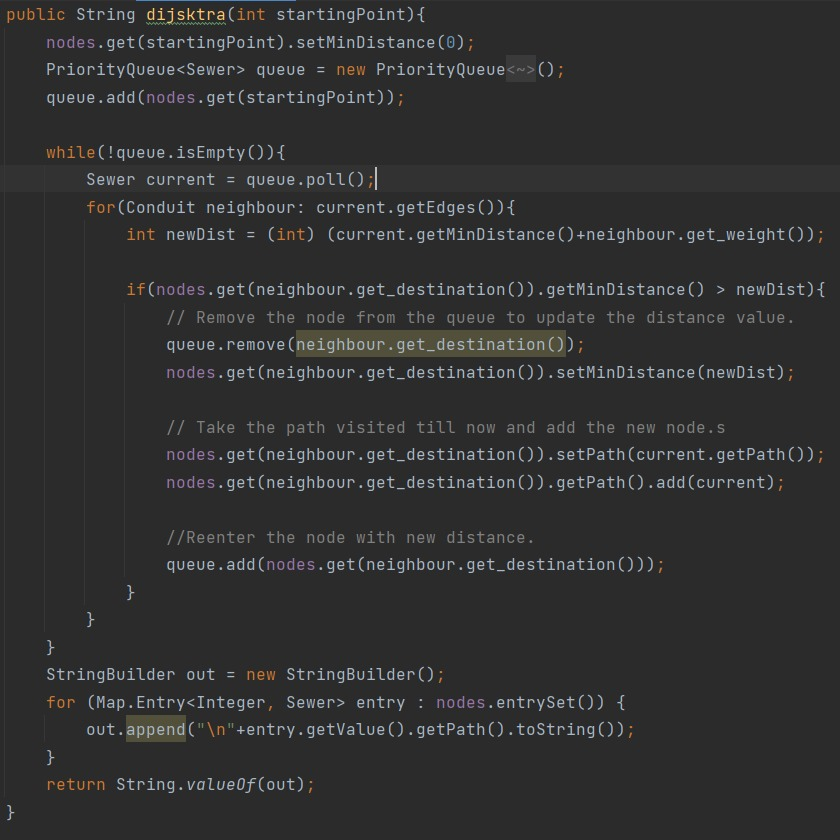 public String dijsktra(int startingPoint){
    nodes.get(startingPoint).setMinDistance(0);
    PriorityQueue<Sewer> queue = new PriorityQueue<~>();
    queue.add(nodes.get(startingPoint));

    while(!queue.isEmpty()){
        Sewer current = queue.poll();
        for(Conduit neighbour: current.getEdges()){
            int newDist = (int) (current.getMinDistance()+neighbour.get_weight());

            if(nodes.get(neighbour.get_destination()).getMinDistance() > newDist){
                // Remove the node from the queue to update the distance value.
                queue.remove(neighbour.get_destination());
                nodes.get(neighbour.get_destination()).setMinDistance(newDist);

                // Take the path visited till now and add the new node.s
                nodes.get(neighbour.get_destination()).setPath(current.getPath());
                nodes.get(neighbour.get_destination()).getPath().add(current);

                //Reenter the node with new distance.
                queue.add(nodes.get(neighbour.get_destination()));
            }
        }
    }
    StringBuilder out = new StringBuilder();
    for (Map.Entry<Integer, Sewer> entry : nodes.entrySet()) {
        out.append("\n"+entry.getValue().getPath().toString());
    }
    return String.valueOf(out);
}